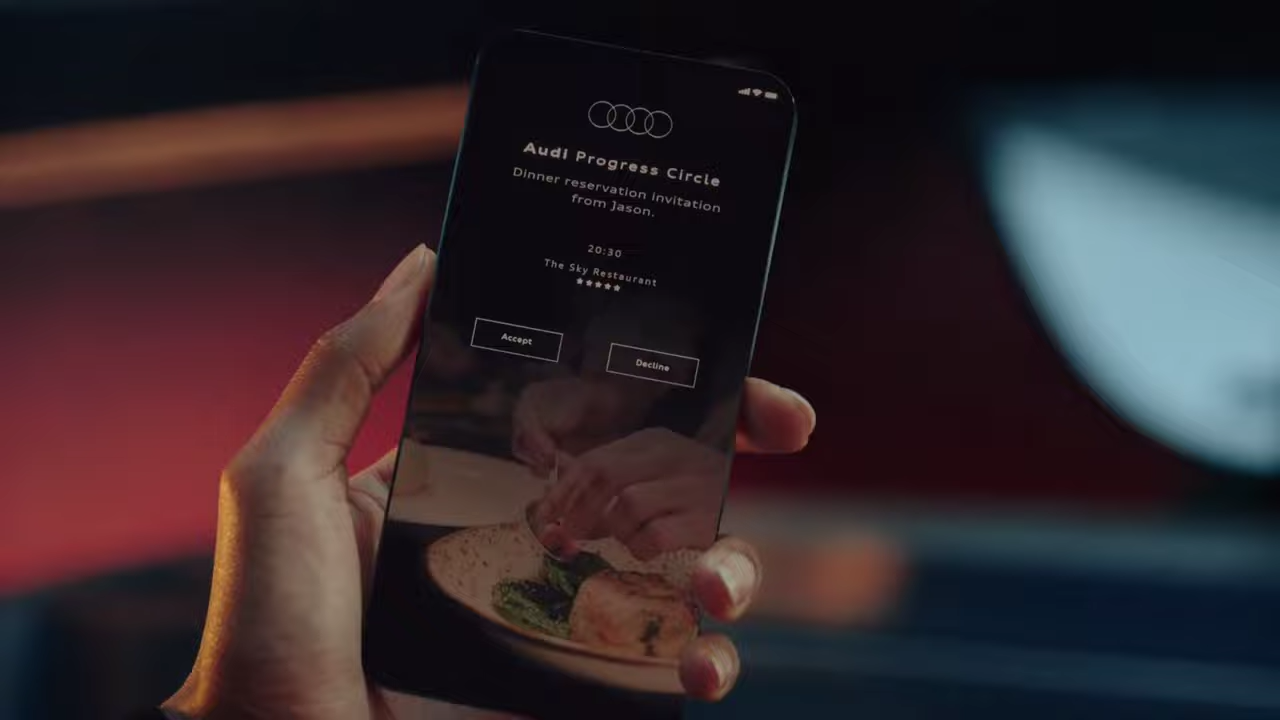 Audi Progress Circle
Dinner reservation invitation
from Jason.
20:30
The Sky Restaurant
Accept
Decline